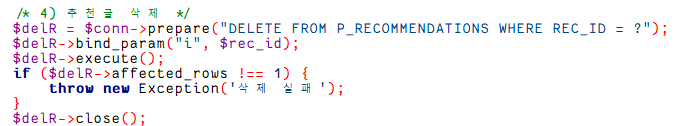 /* 4) 추천글 삭제 */
$delR = $conn->prepare("DELETE FROM P_RECOMMENDATIONS WHERE REC_ID = ?");
$delR->bind_param("i", $rec_id);
$delR->execute();
if ($delR->affected_rows !== 1) {
    throw new Exception('삭제 실패');
}
$delR->close();